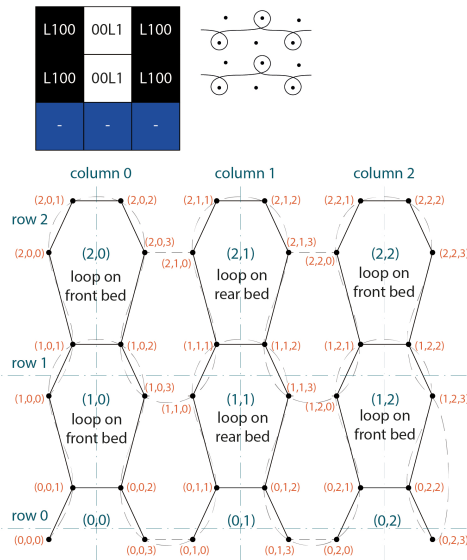 L100 00L1 L100
L100 00L1 L100
- - -
column 0 column 1 column 2
(2,0,1) (2,0,2) (2,1,1) (2,1,2) (2,2,1) (2,2,2)
row 2
(2,0,0) (2,0) (2,0,3) (2,1,0) (2,1) (2,1,3) (2,2,0) (2,2) (2,2,3)
loop on loop on loop on
front bed rear bed front bed
(1,0,1) (1,0,2) (1,1,1) (1,1,2) (1,2,1) (1,2,2)
row 1
(1,0,0) (1,0) (1,0,3) (1,1,0) (1,1) (1,1,3) (1,2,0) (1,2) (1,2,3)
loop on loop on loop on
front bed rear bed front bed
(0,0,1) (0,0,2) (0,1,1) (0,1,2) (0,2,1) (0,2,2)
row 0 (0,0) (0,1) (0,2)
(0,0,0) (0,0,3) (0,1,0) (0,1,3) (0,2,0) (0,2,3)